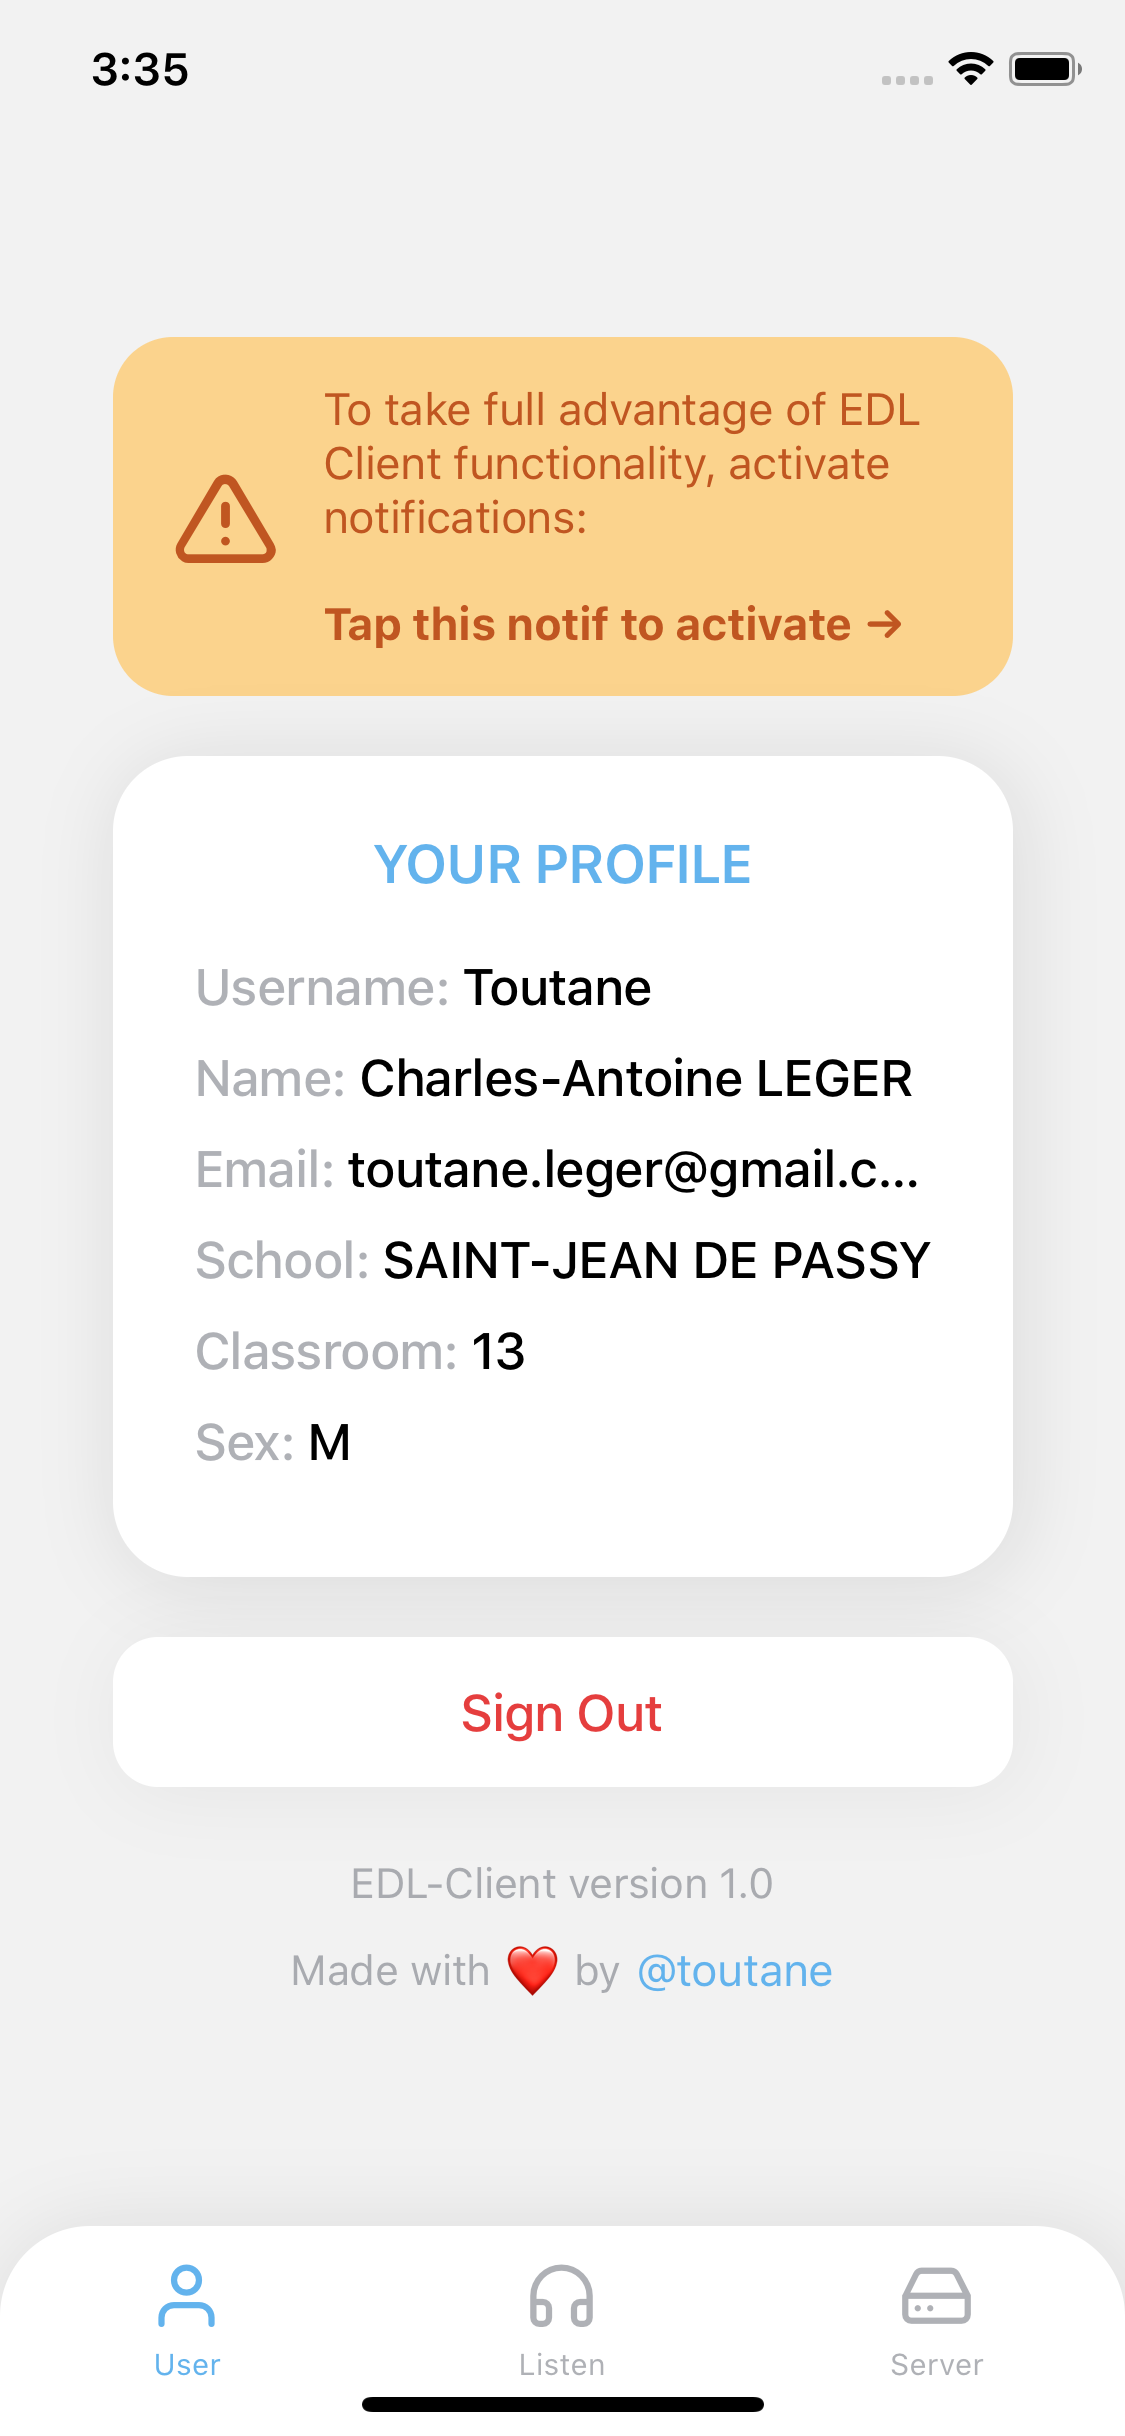 3:35
To take full advantage of EDL
Client functionality, activate
notifications:
Tap this notif to activate →
YOUR PROFILE
Username: Toutane
Name: Charles-Antoine LEGER
Email: toutane.leger@gmail.c...
School: SAINT-JEAN DE PASSY
Classroom: 13
Sex: M
Sign Out
EDL-Client version 1.0
Made with ❤️ by @toutane
User Listen Server